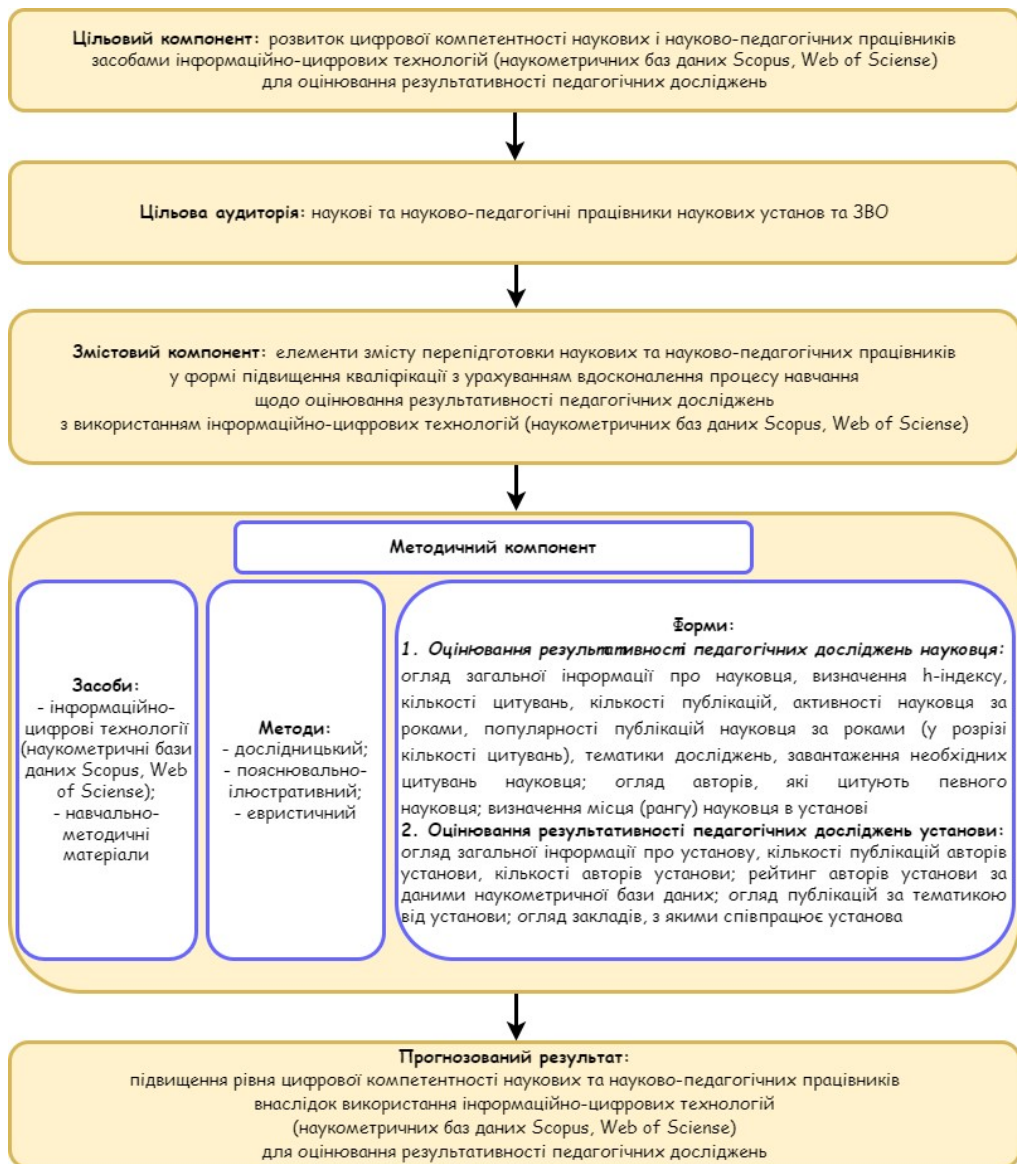 Цільовий компонент: розвиток цифрової компетентності наукових і науково-педагогічних працівників
засобами інформаційно-цифрових технологій (наукометричних баз даних Scopus, Web of Sciense)
для оцінювання результативності педагогічних досліджень
Цільова аудиторія: наукові та науково-педагогічні працівники наукових установ та ЗВО
Змістовий компонент: елементи змісту перепідготовки наукових та науково-педагогічних працівників
у формі підвищення кваліфікації з урахуванням вдосконалення процесу навчання
щодо оцінювання результативності педагогічних досліджень
з використанням інформаційно-цифрових технологій (наукометричних баз даних Scopus, Web of Sciense)
Методичний компонент
Засоби:
- інформаційно-
цифрові технології
(наукометричні бази
даних Scopus, Web
of Sciense);
- навчально-
методичні
матеріали
Методи:
- дослідницький;
- пояснювально-
ілюстративний;
- евристичний
Форми:
1. Оцінювання результативності педагогічних досліджень науковця:
огляд загальної інформації про науковця, визначення h-індексу,
кількості цитувань, кількості публікацій, активності науковця за
роками, популярності публікацій науковця за роками (у розрізі
кількості цитувань), тематики досліджень, завантаження необхідних
цитувань науковця; огляд авторів, які цитують певного
науковця; визначення місця (рангу) науковця в установі
2. Оцінювання результативності педагогічних досліджень установи:
огляд загальної інформації про установу, кількості публікацій авторів
установи, кількості авторів установи; рейтинг авторів установи за
даними наукометричної бази даних; огляд публікацій за тематикою
від установи; огляд закладів, з якими співпрацює установа
Прогнозований результат:
підвищення рівня цифрової компетентності наукових та науково-педагогічних працівників
внаслідок використання інформаційно-цифрових технологій
(наукометричних баз даних Scopus, Web of Sciense)
для оцінювання результативності педагогічних досліджень